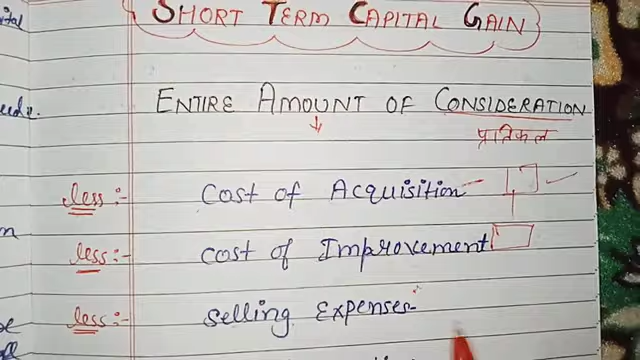 SHORT TERM CAPITAL GAIN
ENTIRE AMOUNT OF CONSIDERATION
प्रतिफल
less:- Cost of Acquisition
less:- cost of Improvement
less:- selling Expenses